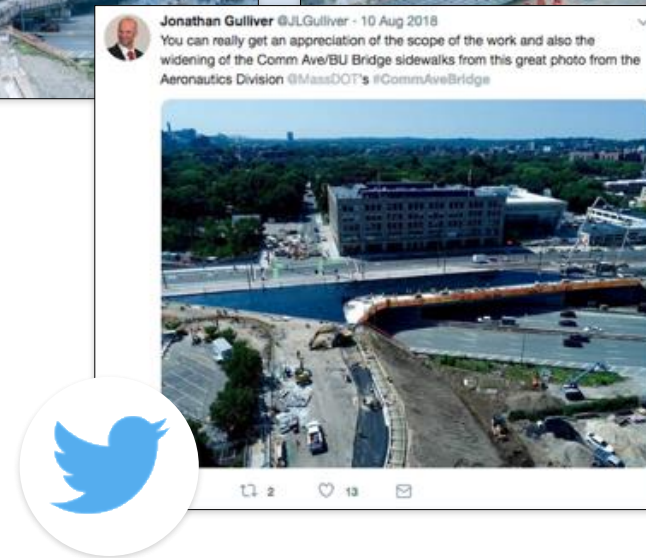 Jonathan Gulliver @JLGulliver - 10 Aug 2018
You can really get an appreciation of the scope of the work and also the
widening of the Comm Ave/BU Bridge sidewalks from this great photo from the
Aeronautics Division @MassDOT's #CommAveBridge
2 13